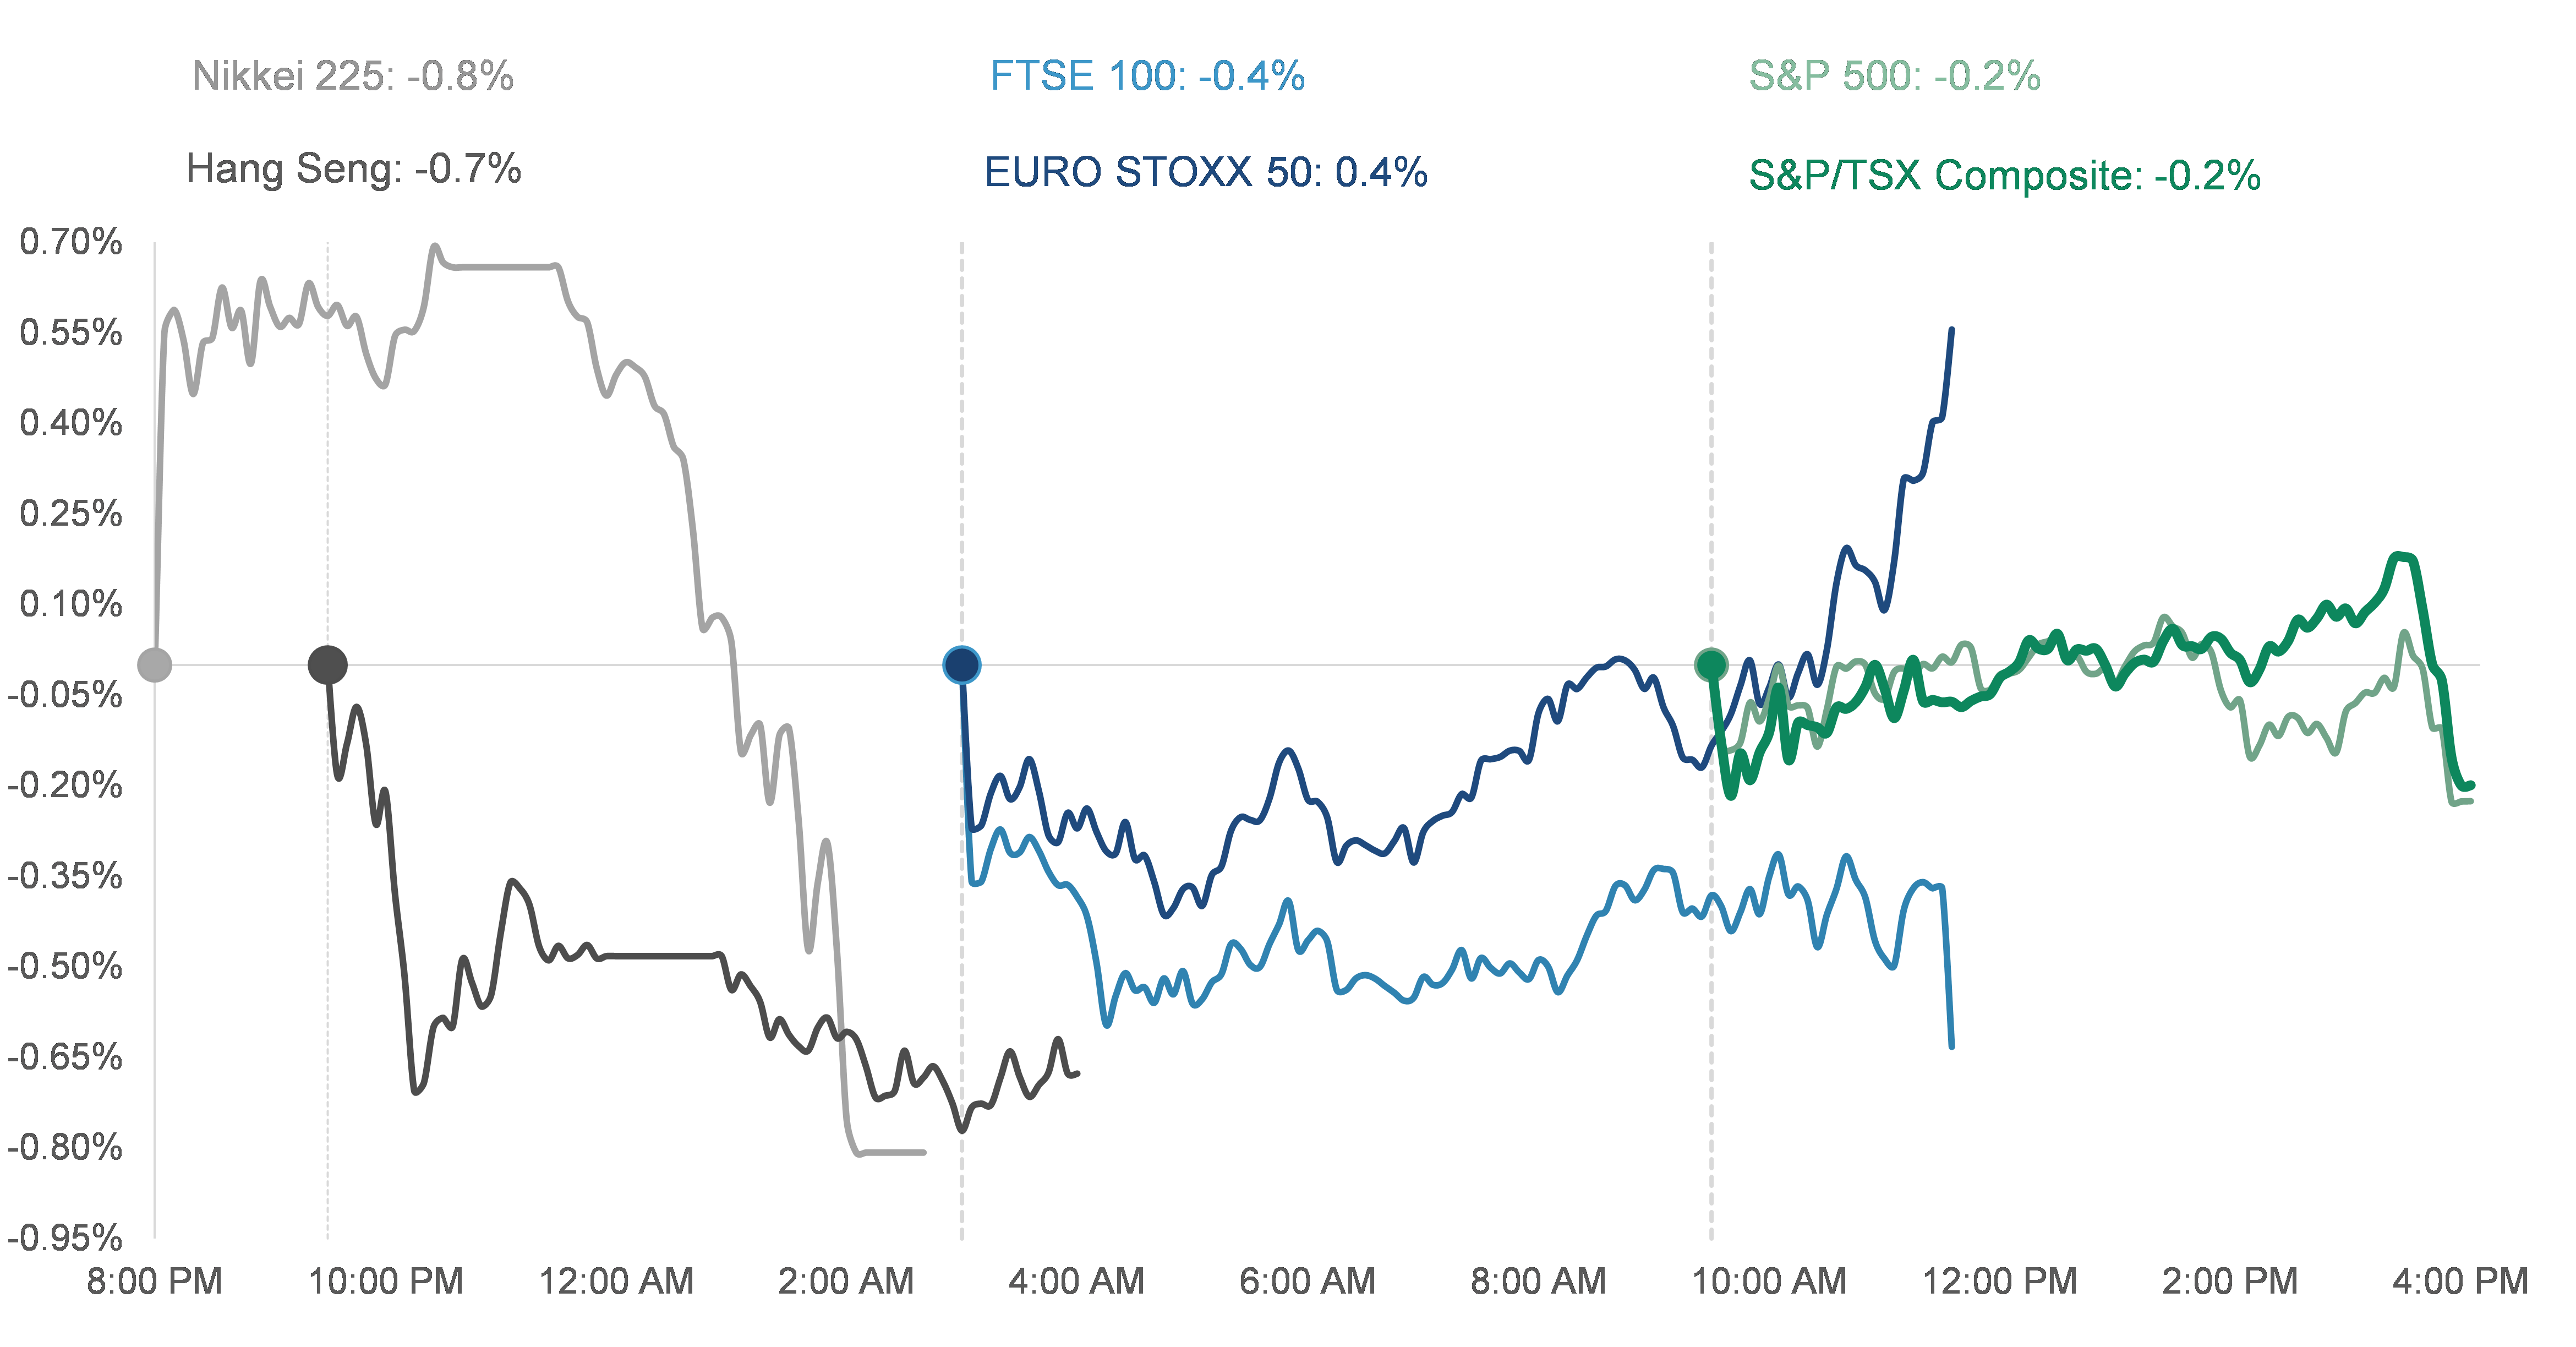 Nikkei 225: -0.8%
FTSE 100: -0.4%
S&P 500: -0.2%
Hang Seng: -0.7%
EURO STOXX 50: 0.4%
S&P/TSX Composite: -0.2%
0.70%
0.55%
0.40%
0.25%
0.10%
-0.05%
-0.20%
-0.35%
-0.50%
-0.65%
-0.80%
-0.95%
8:00 PM
10:00 PM
12:00 AM
2:00 AM
4:00 AM
6:00 AM
8:00 AM
10:00 AM
12:00 PM
2:00 PM
4:00 PM